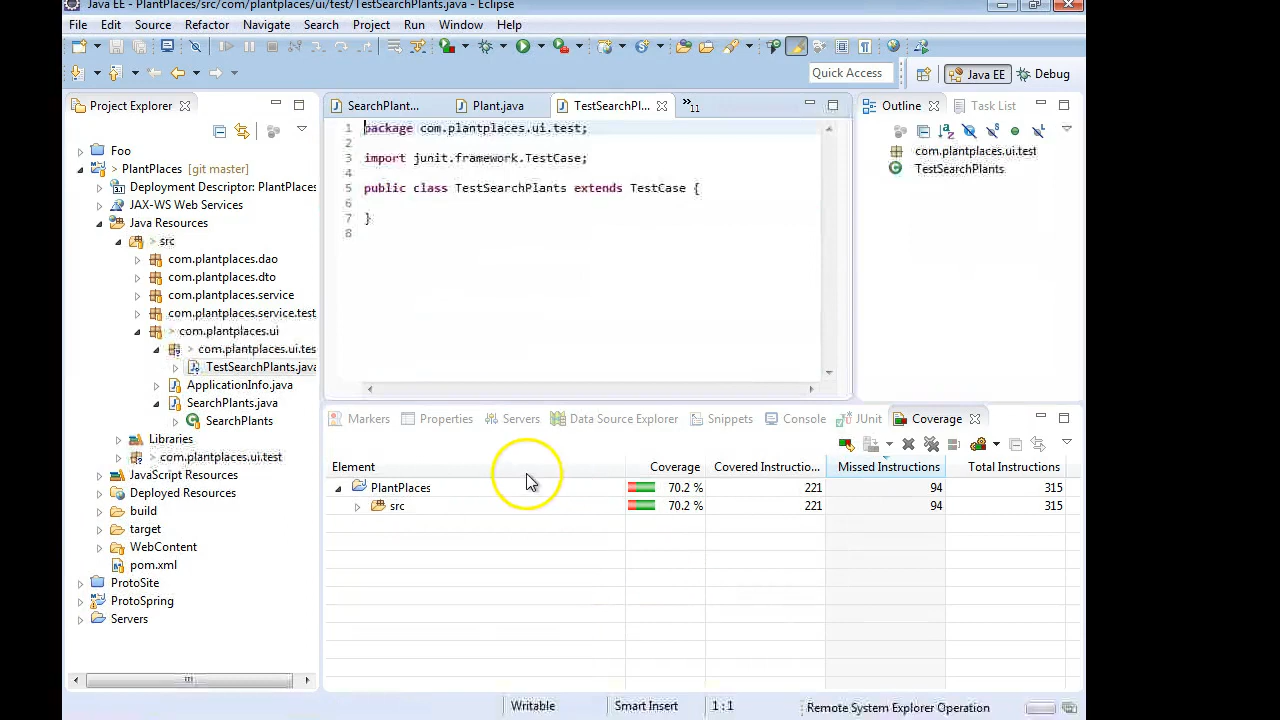 Java EE - PlantPlaces/src/com/plantplaces/ui/test/TestSearchPlants.java - Eclipse
File Edit Source Refactor Navigate Search Project Run Window Help
Quick Access
Java EE
Debug
Project Explorer
Foo
> PlantPlaces [git master]
Deployment Descriptor: PlantPlaces
JAX-WS Web Services
Java Resources
> src
com.plantplaces.dao
com.plantplaces.dto
com.plantplaces.service
com.plantplaces.service.test
> com.plantplaces.ui
> com.plantplaces.ui.tes
TestSearchPlants.java
ApplicationInfo.java
SearchPlants.java
SearchPlants
Libraries
> com.plantplaces.ui.test
JavaScript Resources
Deployed Resources
build
target
WebContent
pom.xml
ProtoSite
ProtoSpring
Servers
SearchPlant... Plant.java TestSearchPl... »11
1 package com.plantplaces.ui.test;
2
3 import junit.framework.TestCase;
4
5 public class TestSearchPlants extends TestCase {
6
7 }
8
Outline Task List
com.plantplaces.ui.test
TestSearchPlants
Markers Properties Servers Data Source Explorer Snippets Console JUnit Coverage
Element Coverage Covered Instructio... Missed Instructions Total Instructions
PlantPlaces 70.2 % 221 94 315
src 70.2 % 221 94 315
Writable Smart Insert 1 : 1 Remote System Explorer Operation